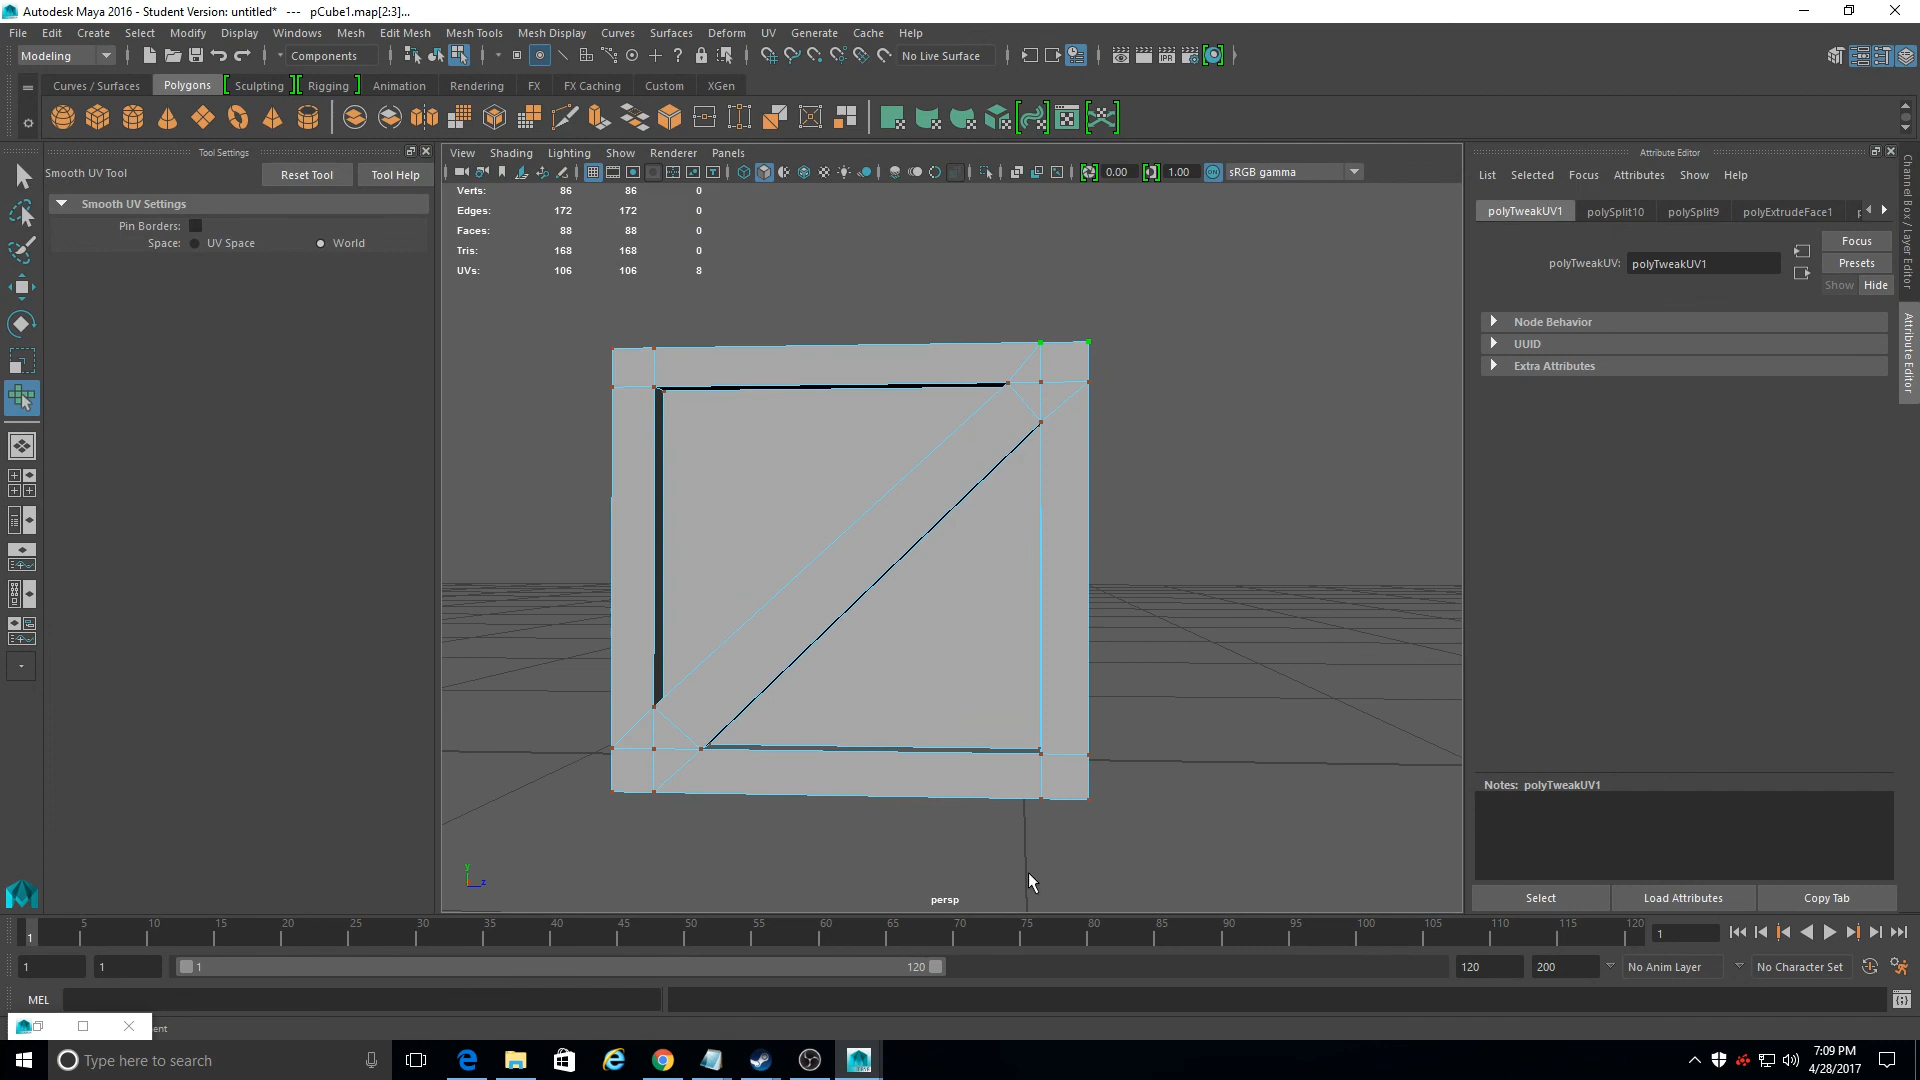 Autodesk Maya 2016 - Student Version: untitled* --- pCube1.map[2:3]...
File Edit Create Select Modify Display Windows Mesh Edit Mesh Mesh Tools Mesh Display Curves Surfaces Deform UV Generate Cache Help
Modeling Components No Live Surface
Curves / Surfaces Polygons Sculpting Rigging Animation Rendering FX FX Caching Custom XGen
Tool Settings
Smooth UV Tool Reset Tool Tool Help
Smooth UV Settings
Pin Borders:
Space: UV Space World
View Shading Lighting Show Renderer Panels
0.00 1.00 ON sRGB gamma
Verts: 86 86 0
Edges: 172 172 0
Faces: 88 88 0
Tris: 168 168 0
UVs: 106 106 8
y
z
persp
Attribute Editor
List Selected Focus Attributes Show Help
polyTweakUV1 polySplit10 polySplit9 polyExtrudeFace1
polyTweakUV: polyTweakUV1
Focus
Presets
Show Hide
Node Behavior
UUID
Extra Attributes
Notes: polyTweakUV1
Select Load Attributes Copy Tab
Channel Box / Layer Editor
Attribute Editor
1 5 10 15 20 25 30 35 40 45 50 55 60 65 70 75 80 85 90 95 100 105 110 115 120
1
1 1 1 120 120 200 No Anim Layer No Character Set
MEL
ent
Type here to search
7:09 PM
4/28/2017